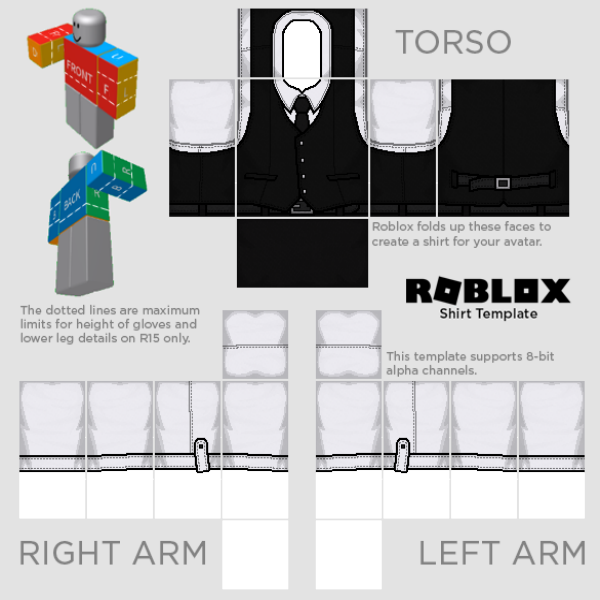 TORSO
FRONT
F
L
R
D
BACK
Roblox folds up these faces to
create a shirt for your avatar.
ROBLOX
Shirt Template
The dotted lines are maximum
limits for height of gloves and
lower leg details on R15 only.
This template supports 8-bit
alpha channels.
RIGHT ARM
LEFT ARM